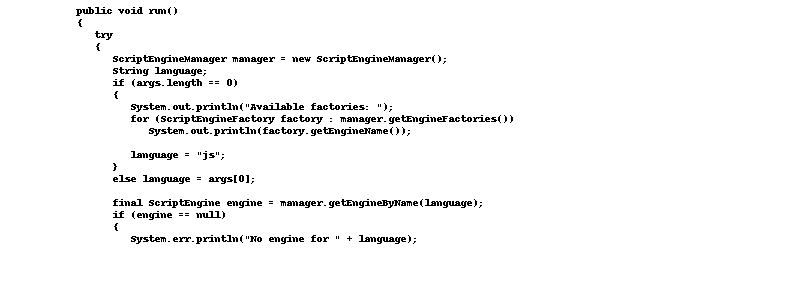 public void run()
{
try
{
ScriptEngineManager manager = new ScriptEngineManager();
String language;
if (args.length == 0)
{
System.out.println("Available factories: ");
for (ScriptEngineFactory factory : manager.getEngineFactories())
System.out.println(factory.getEngineName());
language = "js";
}
else language = args[0];
final ScriptEngine engine = manager.getEngineByName(language);
if (engine == null)
{
System.err.println("No engine for " + language);